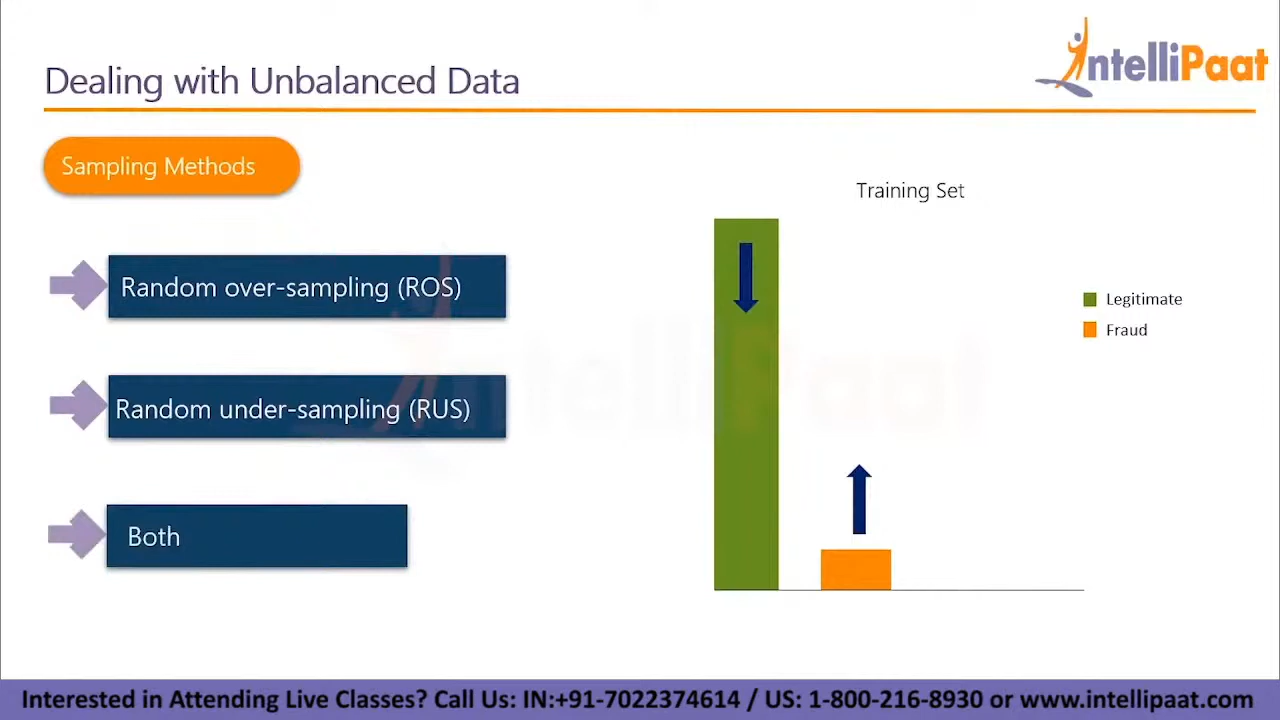 Dealing with Unbalanced Data
IntelliPaat
Sampling Methods
Training Set
Random over-sampling (ROS)
Legitimate
Fraud
IntelliPaat
Random under-sampling (RUS)
Both
Interested in Attending Live Classes? Call Us: IN:+91-7022374614 / US: 1-800-216-8930 or www.intellipaat.com